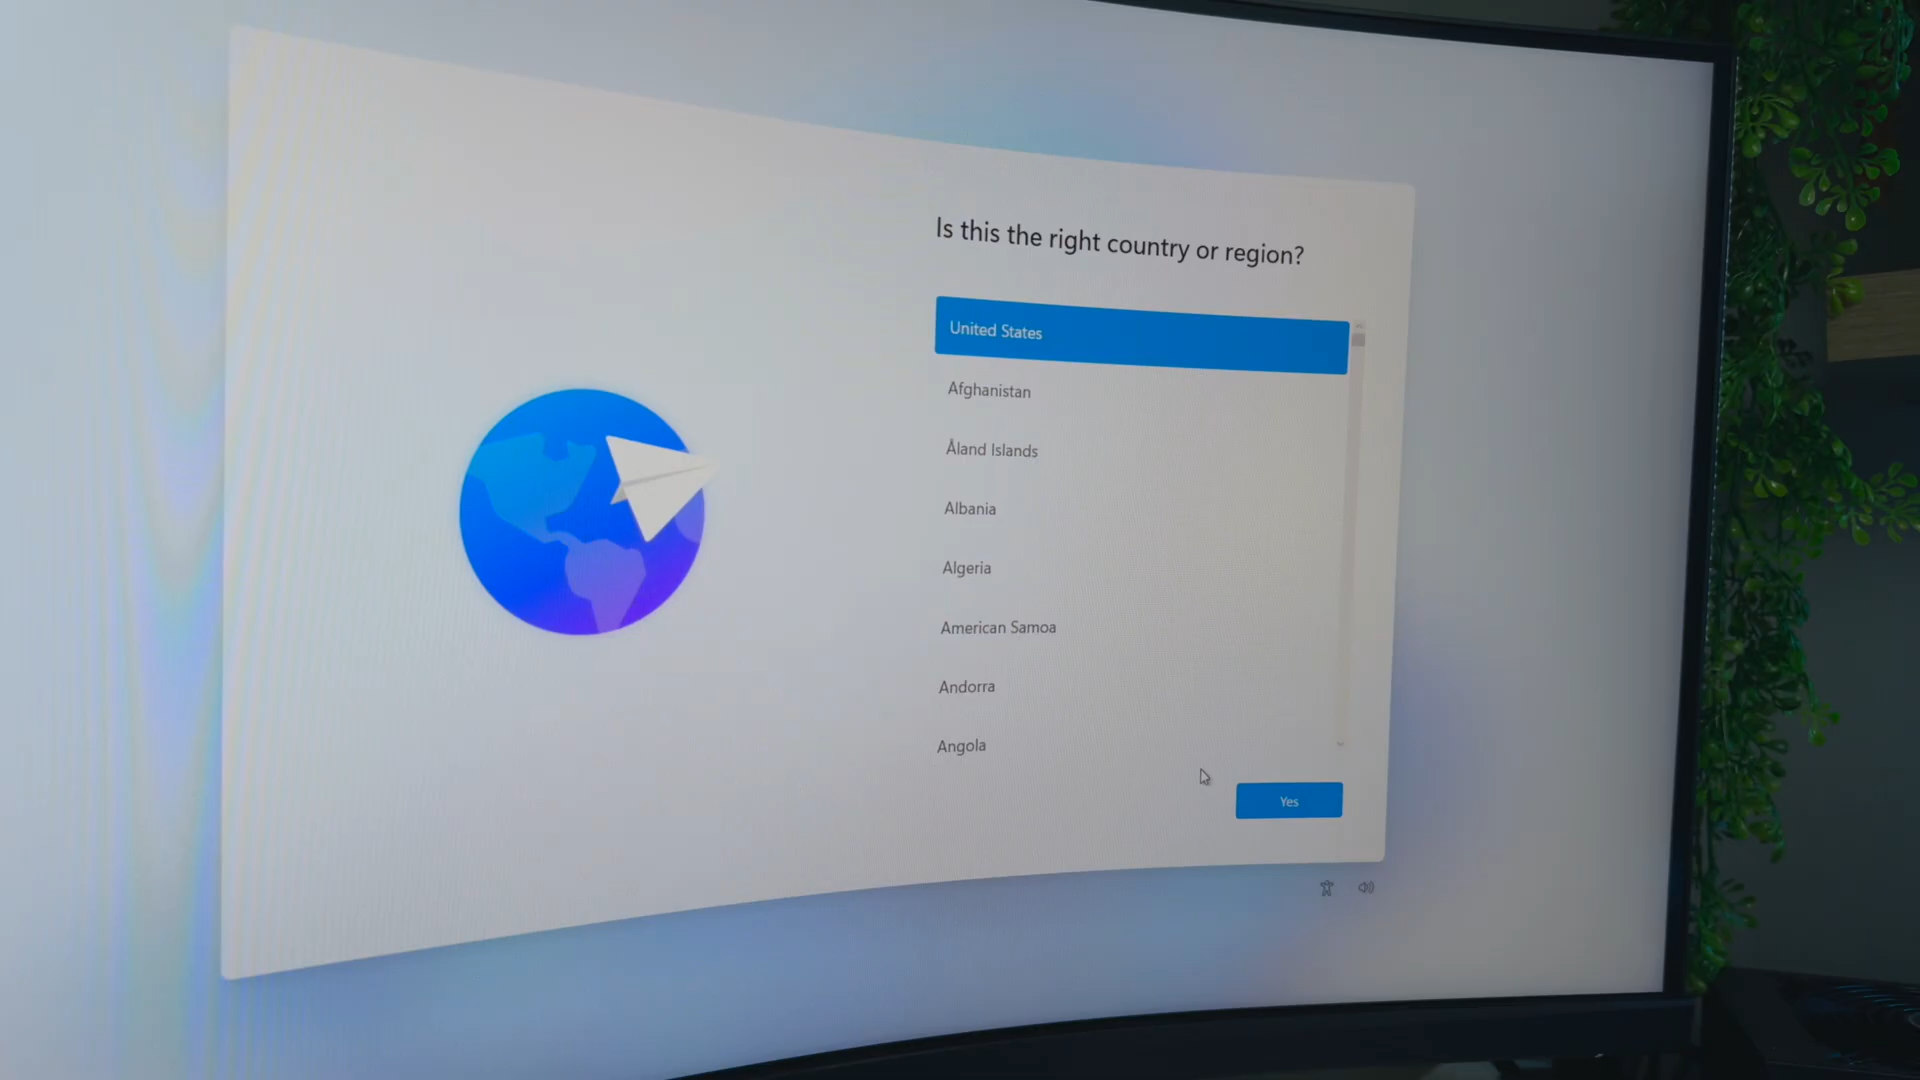 Is this the right country or region?
United States
Afghanistan
Åland Islands
Albania
Algeria
American Samoa
Andorra
Angola
Yes